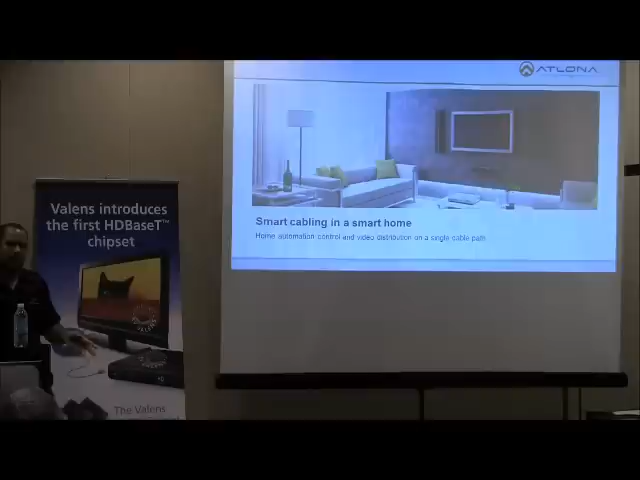 ATLONA
Smart cabling in a smart home
Home automation control and video distribution on a single cable path
Valens introduces
the first HDBaseT™
chipset
The Valens